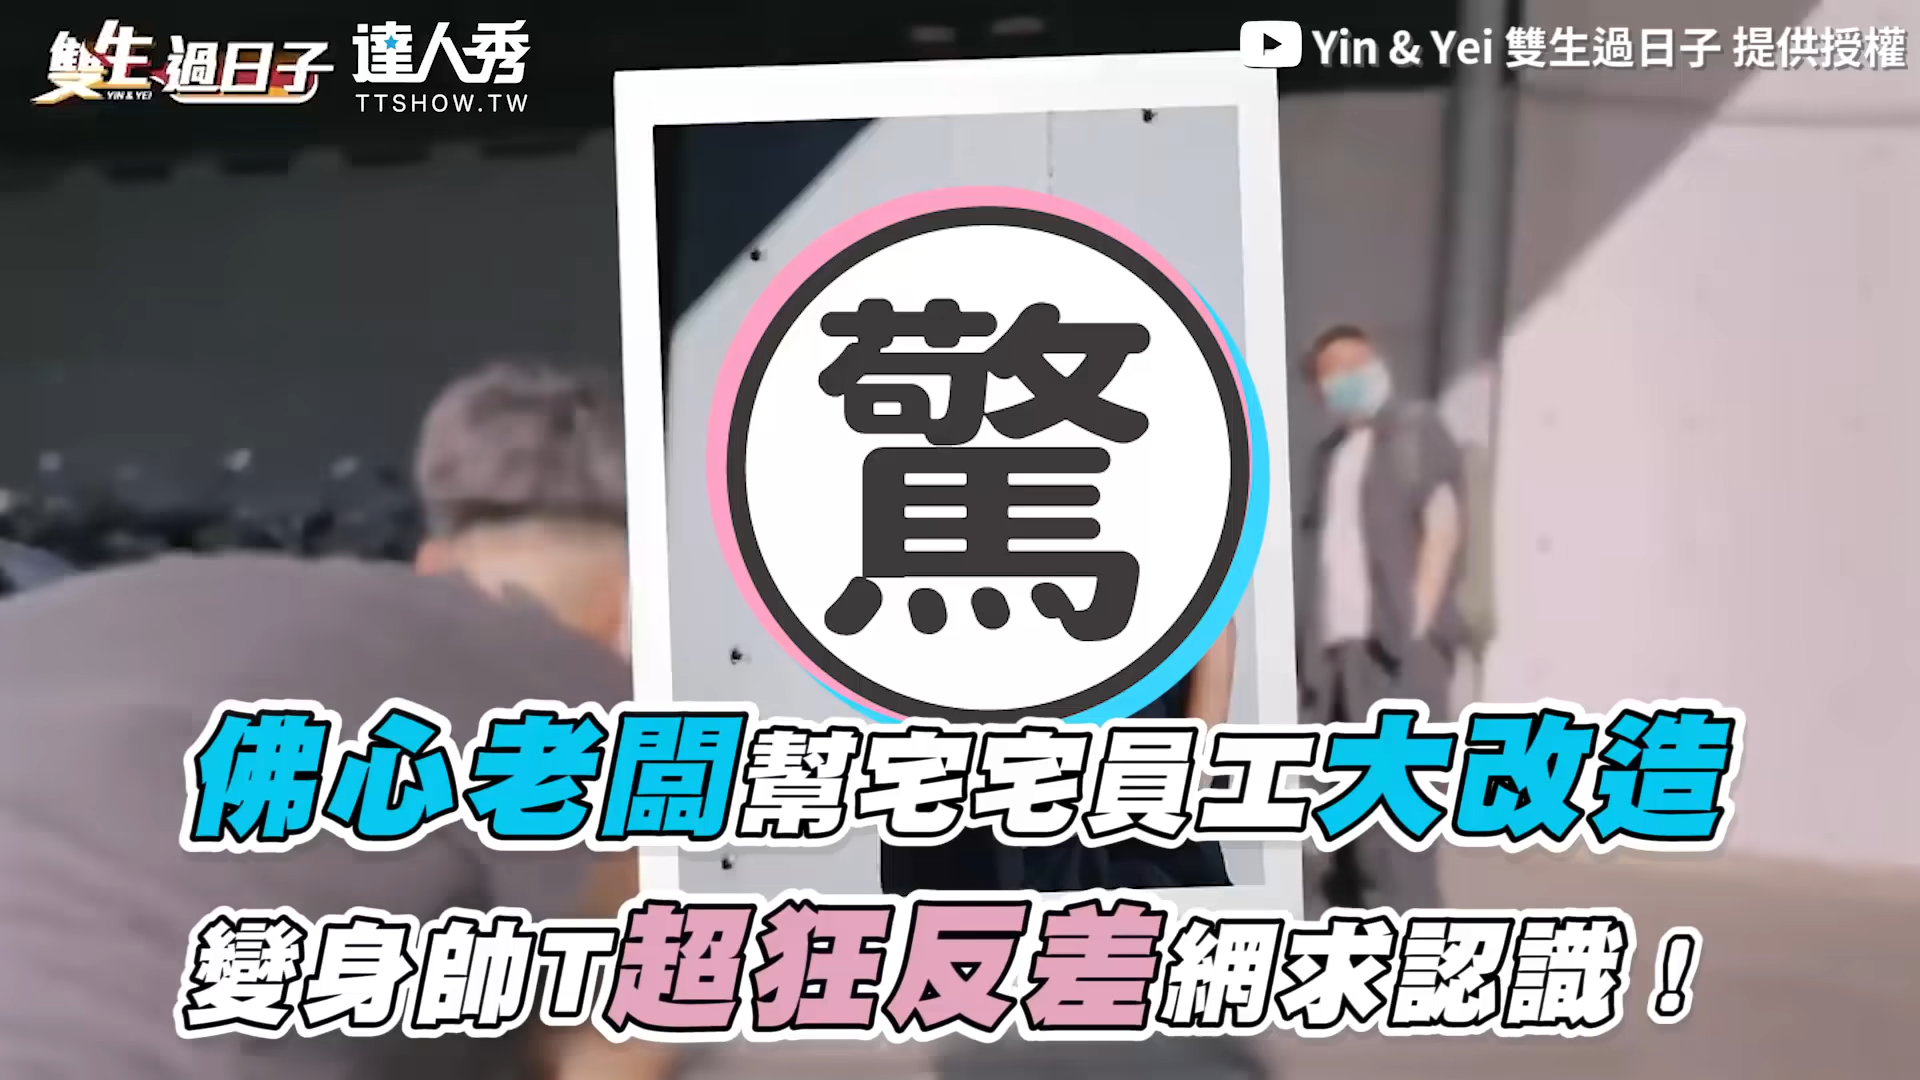 雙生過日子
YIN & YEI
達人秀
TTSHOW.TW
Yin & Yei 雙生過日子 提供授權
驚
佛心老闆幫宅宅員工大改造
變身帥T超狂反差網求認識！